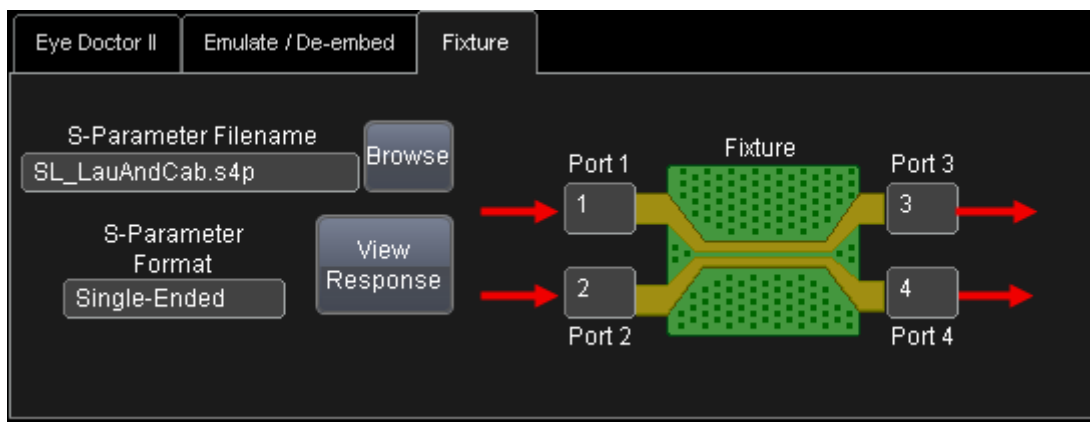 Eye Doctor II
Emulate / De-embed
Fixture
S-Parameter Filename
SL_LauAndCab.s4p
Browse
S-Parameter
Format
Single-Ended
View
Response
Fixture
Port 1
1
Port 3
3
2
Port 2
4
Port 4